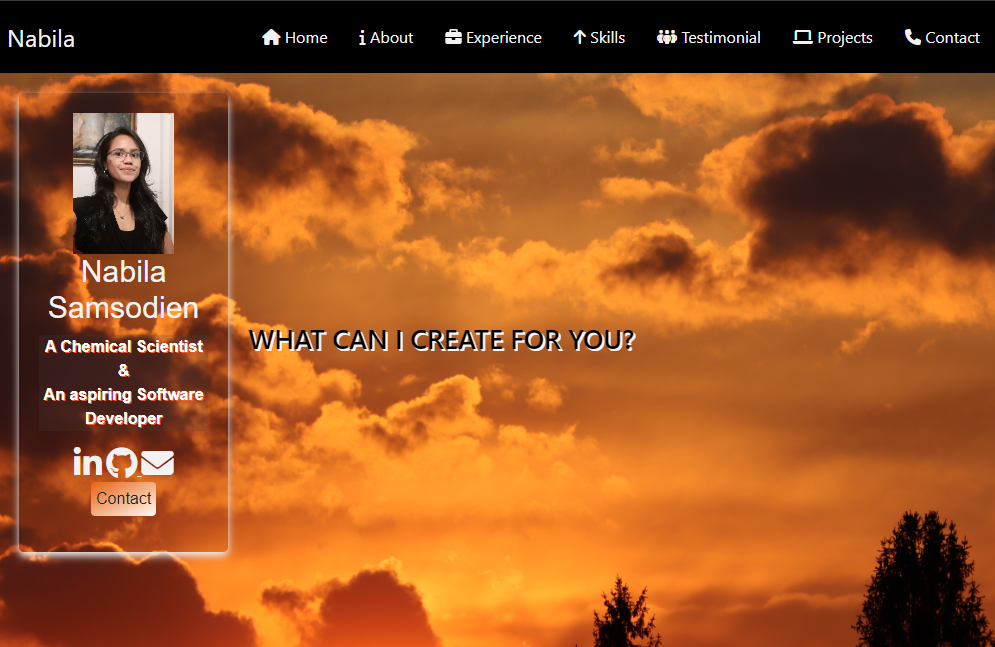 Nabila
Home About Experience Skills Testimonial Projects Contact
Nabila
Samsodien
A Chemical Scientist
&
An aspiring Software
Developer
in
Contact
WHAT CAN I CREATE FOR YOU?